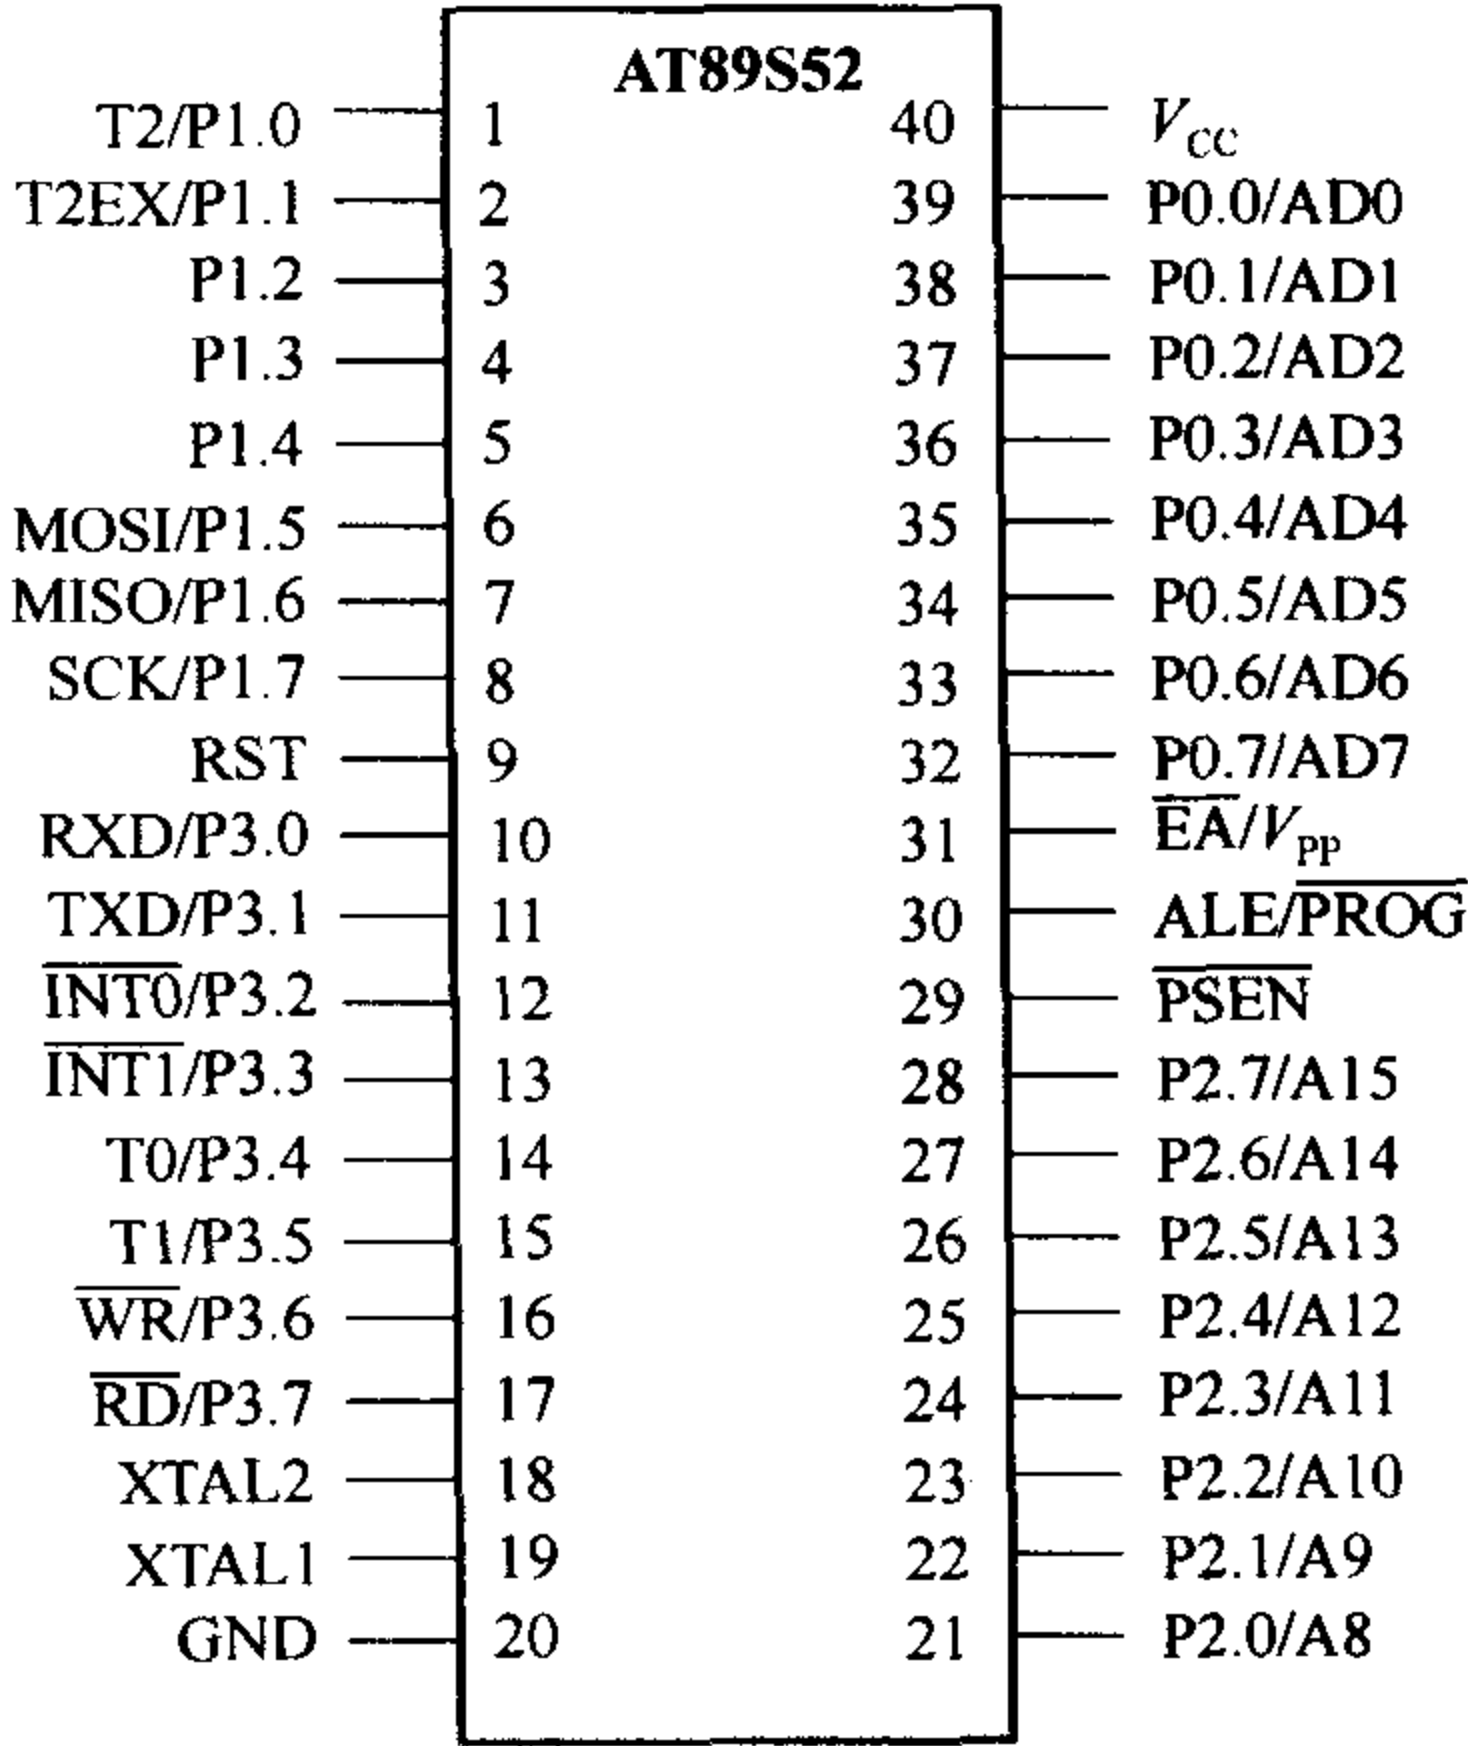 AT89S52
T2/P1.0 1 40 VCC
T2EX/P1.1 2 39 P0.0/AD0
P1.2 3 38 P0.1/AD1
P1.3 4 37 P0.2/AD2
P1.4 5 36 P0.3/AD3
MOSI/P1.5 6 35 P0.4/AD4
MISO/P1.6 7 34 P0.5/AD5
SCK/P1.7 8 33 P0.6/AD6
RST 9 32 P0.7/AD7
RXD/P3.0 10 31 E̅A̅/VPP
TXD/P3.1 11 30 ALE/P̅R̅O̅G̅
I̅N̅T̅0̅/P3.2 12 29 P̅S̅E̅N̅
I̅N̅T̅1̅/P3.3 13 28 P2.7/A15
T0/P3.4 14 27 P2.6/A14
T1/P3.5 15 26 P2.5/A13
W̅R̅/P3.6 16 25 P2.4/A12
R̅D̅/P3.7 17 24 P2.3/A11
XTAL2 18 23 P2.2/A10
XTAL1 19 22 P2.1/A9
GND 20 21 P2.0/A8